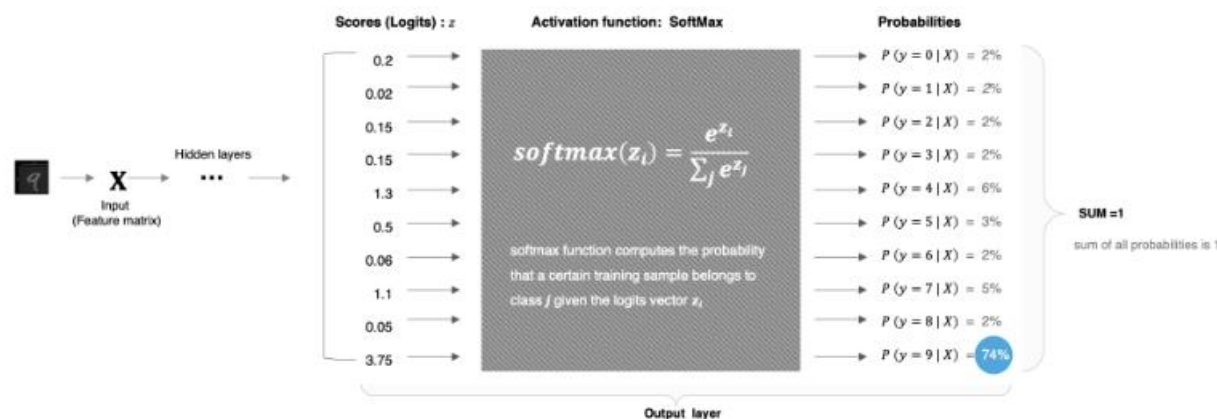 Scores (Logits) : z
Activation function: SoftMax
Probabilities
0.2
0.02
0.15
0.15
1.3
0.5
0.06
1.1
0.05
3.75
9
X
Input
(Feature matrix)
Hidden layers
...
softmax(z_i) = e^{z_i} / ∑_j e^{z_j}
softmax function computes the probability
that a certain training sample belongs to
class j given the logits vector z_i
P (y = 0 | X) = 2%
P (y = 1 | X) = 2%
P (y = 2 | X) = 2%
P (y = 3 | X) = 2%
P (y = 4 | X) = 6%
P (y = 5 | X) = 3%
P (y = 6 | X) = 2%
P (y = 7 | X) = 5%
P (y = 8 | X) = 2%
P (y = 9 | X) = 74%
SUM =1
sum of all probabilities is 1
Output layer